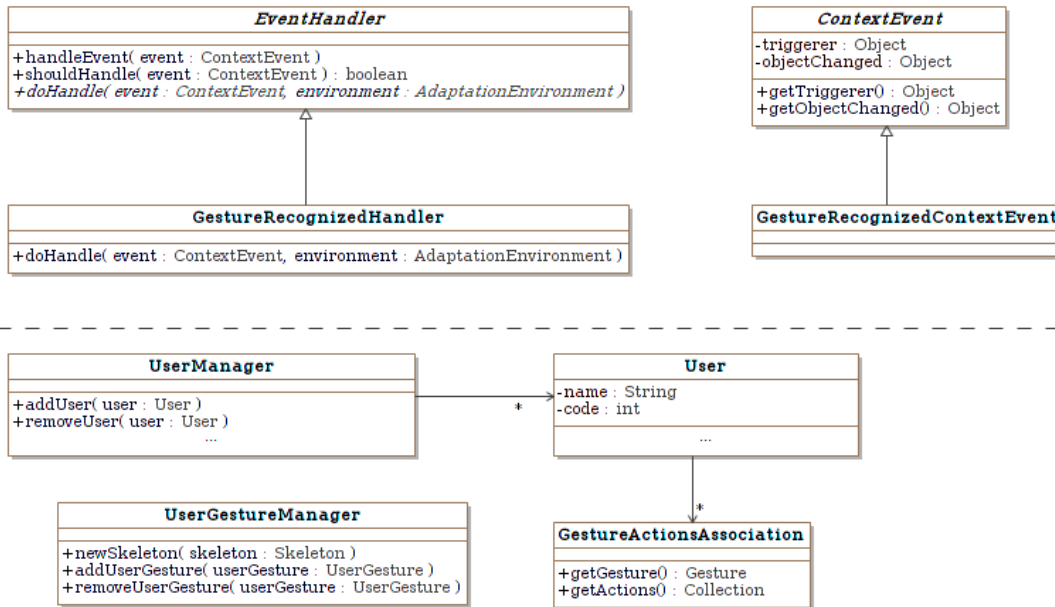 EventHandler
+handleEvent( event : ContextEvent )
+shouldHandle( event : ContextEvent ) : boolean
+doHandle( event : ContextEvent, environment : AdaptationEnvironment )
ContextEvent
-triggerer : Object
-objectChanged : Object
+getTriggerer() : Object
+getObjectChanged() : Object
GestureRecognizedHandler
+doHandle( event : ContextEvent, environment : AdaptationEnvironment )
GestureRecognizedContextEvent
UserManager
+addUser( user : User )
+removeUser( user : User )
...
*
User
-name : String
-code : int
...
*
UserGestureManager
+newSkeleton( skeleton : Skeleton )
+addUserGesture( userGesture : UserGesture )
+removeUserGesture( userGesture : UserGesture )
GestureActionsAssociation
+getGesture() : Gesture
+getActions() : Collection